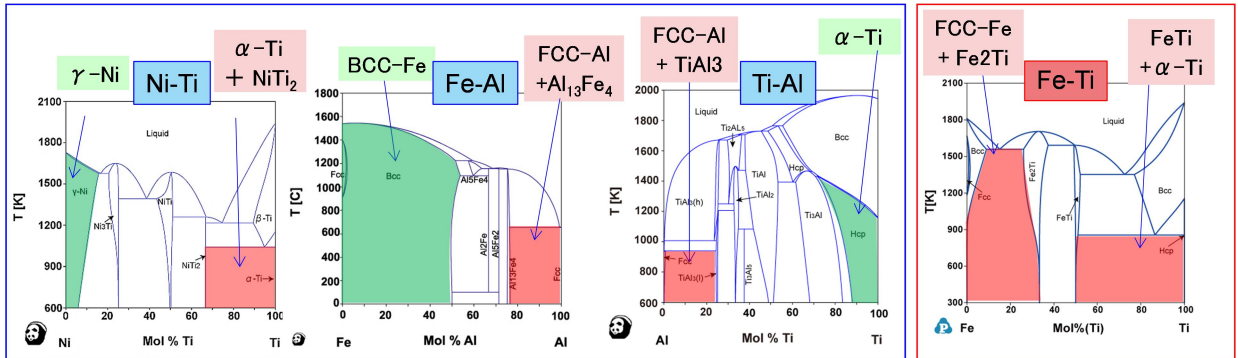 γ-Ni
α-Ti
+ NiTi2
Ni-Ti
2100
1800
1500
1200
900
600
T [K]
Liquid
γ-Ni
Ni3Ti
NiTi
NiTi2
β-Ti
α-Ti
0 20 40 60 80 100
Ni Mol % Ti Ti
BCC-Fe
Fe-Al
FCC-Al
+Al13Fe4
1800
1600
1400
1200
1000
800
600
400
200
0
T [C]
Fcc
Bcc
Al5Fe4
Al2Fe
Al5Fe2
Al13Fe4
Fcc
0 20 40 60 80 100
Fe Mol % Al Al
FCC-Al
+ TiAl3
Ti-Al
α-Ti
2000
1800
1600
1400
1200
1000
800
600
T [K]
Liquid
Ti2AL5
Bcc
Hcp
TiAl
TiAl2
TiAl3(h)
Ti3Al
Fcc
TiAl3(l)
Ti3Al5
Hcp
0 20 40 60 80 100
Al Mol % Ti Ti
FCC-Fe
+ Fe2Ti
Fe-Ti
FeTi
+ α-Ti
2100
1800
1500
1200
900
600
300
T[K]
Liquid
Bcc
Fe2Ti
Fcc
FeTi
Bcc
Hcp
0 20 40 60 80 100
Fe Mol%(Ti) Ti
P